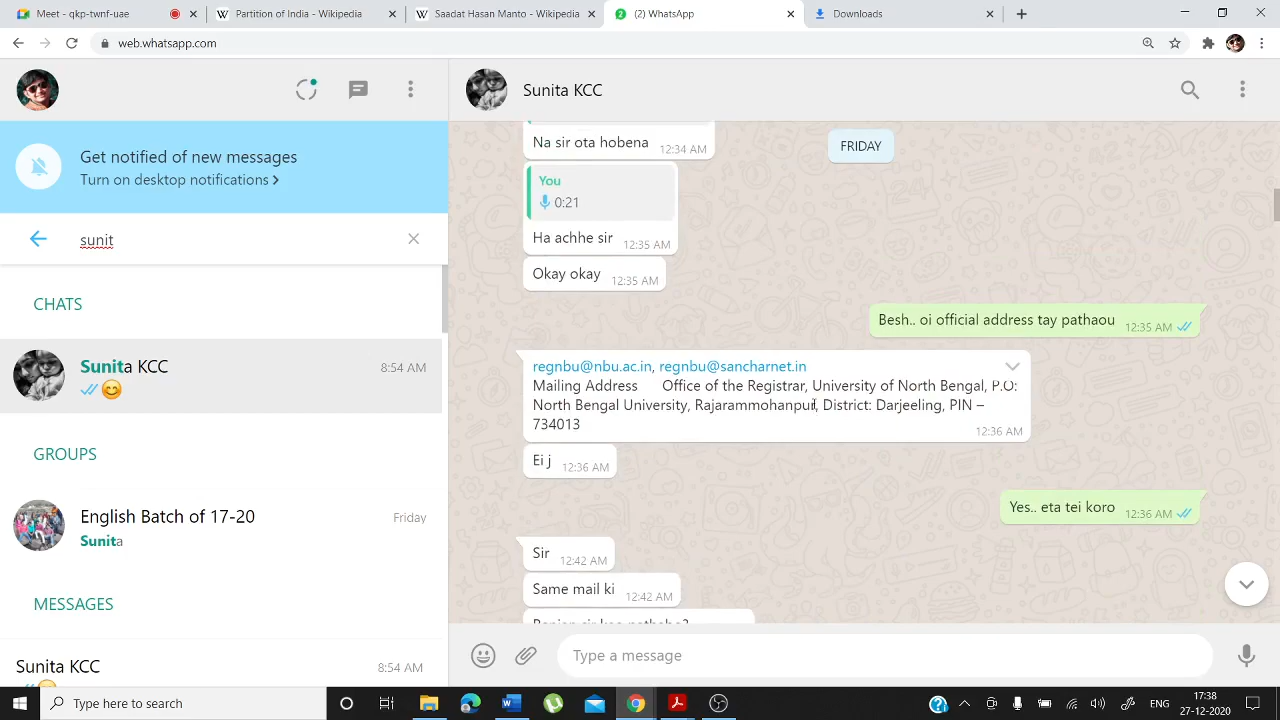 Meet - qkp-twnf-xce
Partition of India - Wikipedia
Saadat Hasan Manto - Wikipedia
(2) WhatsApp
Downloads
web.whatsapp.com
Sunita KCC
Get notified of new messages
Turn on desktop notifications >
sunit
CHATS
Sunita KCC 8:54 AM
GROUPS
English Batch of 17-20 Friday
Sunita
MESSAGES
Sunita KCC 8:54 AM
FRIDAY
Na sir ota hobena 12:34 AM
You
0:21
Ha achhe sir 12:35 AM
Okay okay 12:35 AM
Besh.. oi official address tay pathaou 12:35 AM
regnbu@nbu.ac.in, regnbu@sancharnet.in
Mailing Address Office of the Registrar, University of North Bengal, P.O:
North Bengal University, Rajarammohanpur, District: Darjeeling, PIN –
734013
12:36 AM
Ei j 12:36 AM
Yes.. eta tei koro 12:36 AM
Sir 12:42 AM
Same mail ki 12:42 AM
Type a message
Type here to search
ENG
17:38
27-12-2020